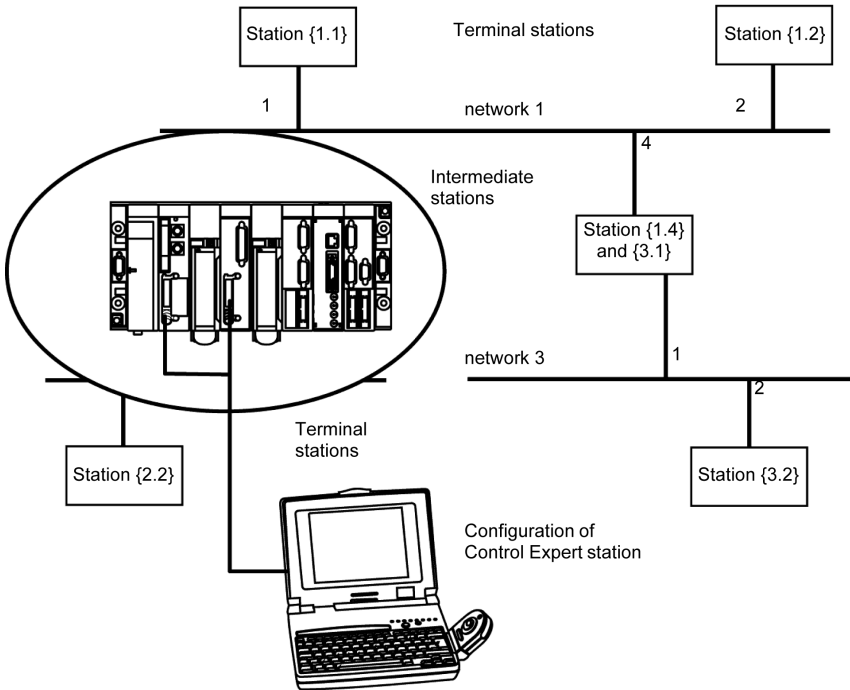 Station {1.1}
Terminal stations
Station {1.2}
1
network 1
2
4
Intermediate
stations
Station {1.4}
and {3.1}
network 3
1
2
Terminal
stations
Station {2.2}
Station {3.2}
Configuration of
Control Expert station